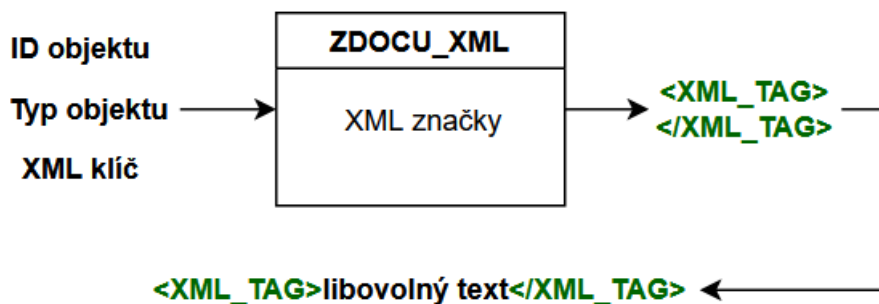 ID objektu
Typ objektu
XML klíč
ZDOCU_XML
XML značky
<XML_TAG>
</XML_TAG>
<XML_TAG>libovolný text</XML_TAG>